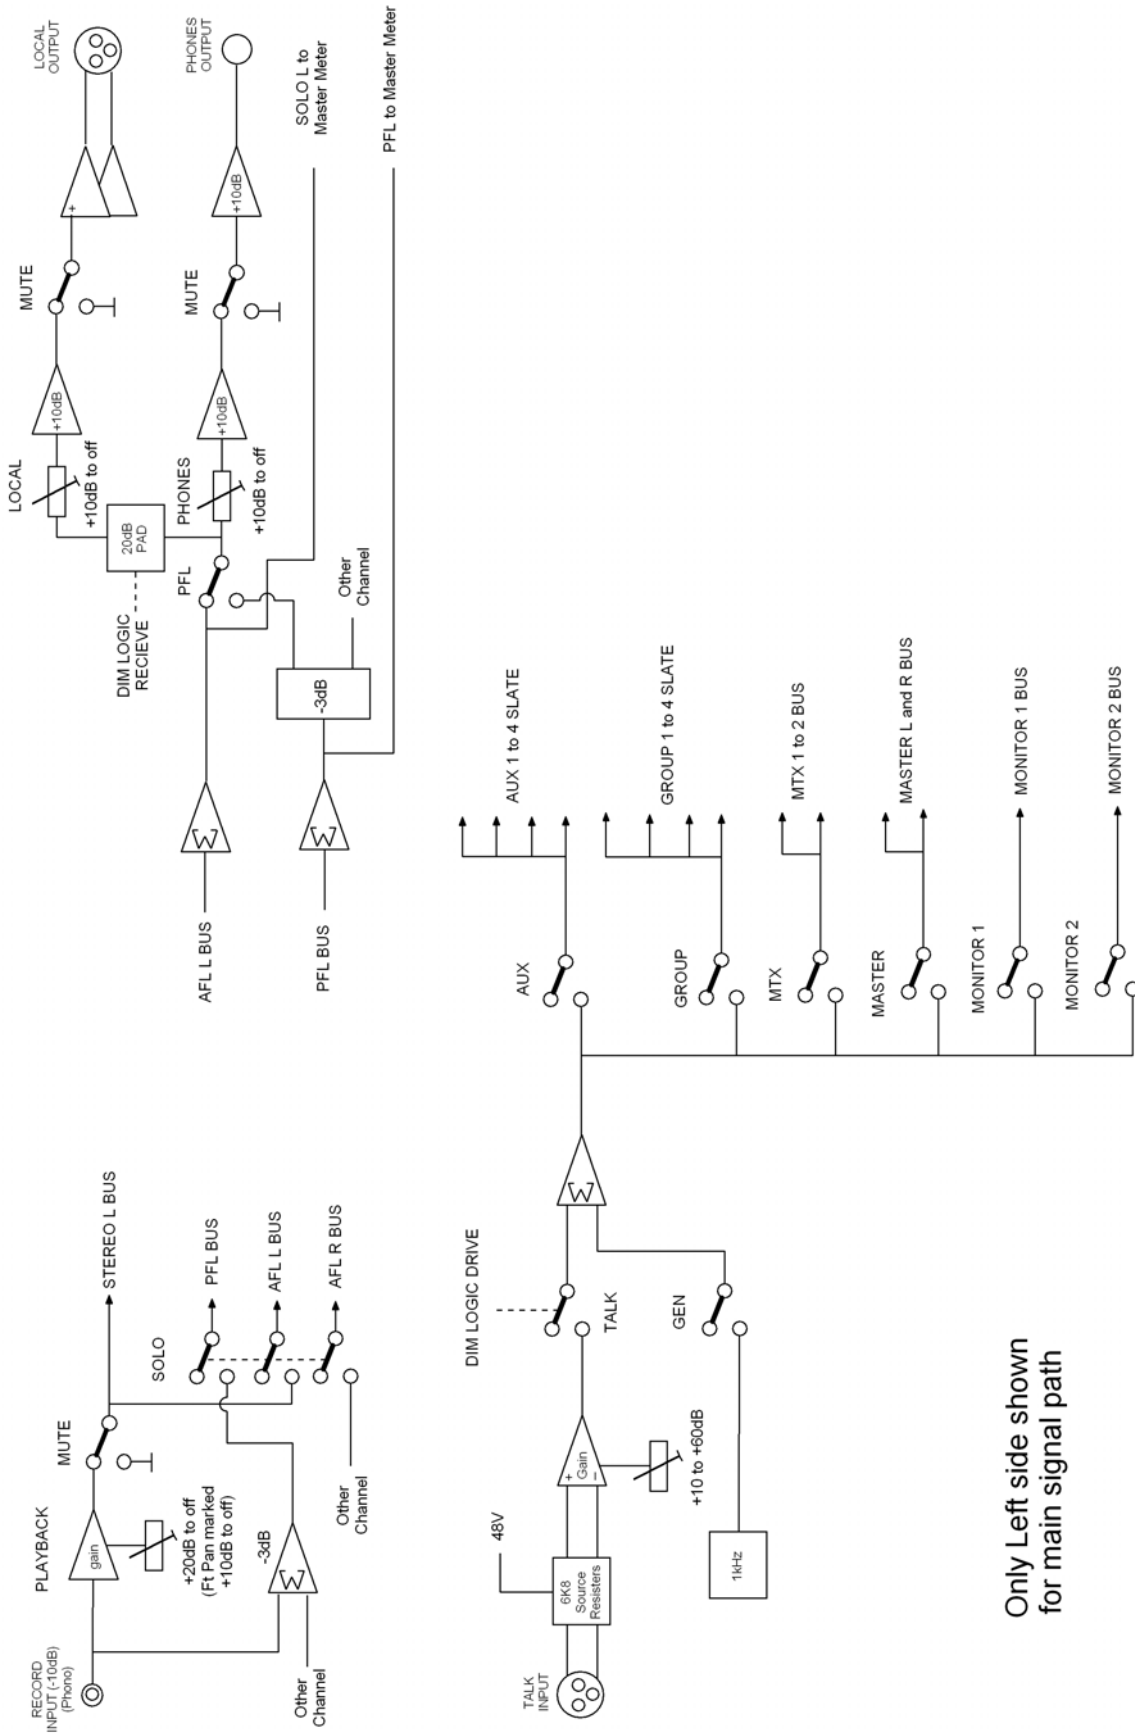 RECORD
INPUT (-10dB)
(Phono)
PLAYBACK
gain
+20dB to off
(Ft Pan marked
+10dB to off)
MUTE
STEREO L BUS
SOLO
PFL BUS
AFL L BUS
AFL R BUS
-3dB
Σ
Other
Channel
Other
Channel
AFL L BUS
Σ
PFL BUS
Σ
-3dB
Other
Channel
PFL
DIM LOGIC
RECIEVE
20dB
PAD
LOCAL
+10dB to off
+10dB
MUTE
+
LOCAL
OUTPUT
PHONES
+10dB to off
+10dB
MUTE
+10dB
PHONES
OUTPUT
SOLO L to
Master Meter
PFL to Master Meter
TALK
INPUT
6K8
Source
Resisters
48V
+
Gain
−
+10 to +60dB
DIM LOGIC DRIVE
TALK
GEN
1kHz
Σ
AUX
AUX 1 to 4 SLATE
GROUP
GROUP 1 to 4 SLATE
MTX
MTX 1 to 2 BUS
MASTER
MASTER L and R BUS
MONITOR 1
MONITOR 1 BUS
MONITOR 2
MONITOR 2 BUS
Only Left side shown
for main signal path